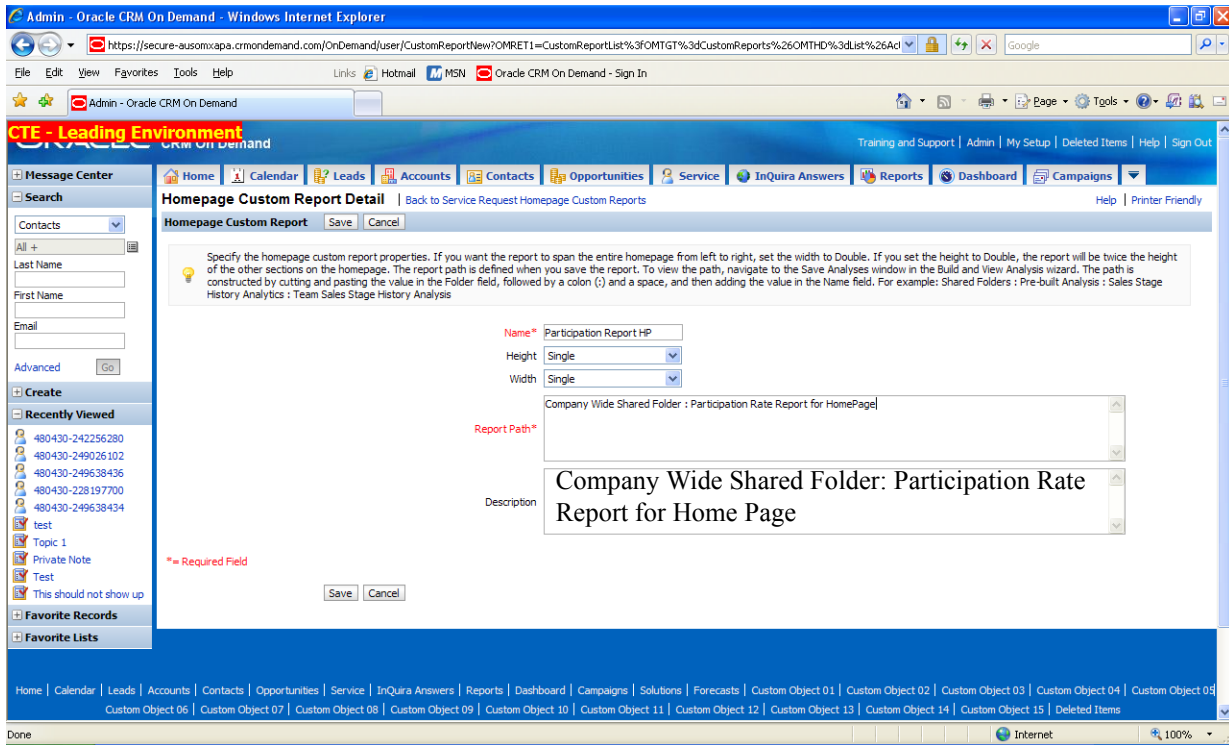 Admin - Oracle CRM On Demand - Windows Internet Explorer
https://secure-ausomxapa.crmondemand.com/OnDemand/user/CustomReportNew?OMRET1=CustomReportList%3fOMTGT%3dCustomReports%26OMTHD%3dList%26Acl
Google
File Edit View Favorites Tools Help Links Hotmail MSN Oracle CRM On Demand - Sign In
Admin - Oracle CRM On Demand
Page Tools
CTE - Leading Environment
CRM On Demand
Training and Support | Admin | My Setup | Deleted Items | Help | Sign Out
Message Center
Home Calendar Leads Accounts Contacts Opportunities Service InQuira Answers Reports Dashboard Campaigns
Search
Homepage Custom Report Detail | Back to Service Request Homepage Custom Reports
Help | Printer Friendly
Contacts
Homepage Custom Report Save Cancel
All +
Last Name
First Name
Email
Advanced Go
Specify the homepage custom report properties. If you want the report to span the entire homepage from left to right, set the width to Double. If you set the height to Double, the report will be twice the height
of the other sections on the homepage. The report path is defined when you save the report. To view the path, navigate to the Save Analyses window in the Build and View Analysis wizard. The path is
constructed by cutting and pasting the value in the Folder field, followed by a colon (:) and a space, and then adding the value in the Name field. For example: Shared Folders : Pre-built Analysis : Sales Stage
History Analytics : Team Sales Stage History Analysis
Name* Participation Report HP
Height Single
Width Single
Report Path* Company Wide Shared Folder : Participation Rate Report for HomePage
Description
Company Wide Shared Folder: Participation Rate
Report for Home Page
*= Required Field
Save Cancel
Create
Recently Viewed
480430-242256280
480430-249026102
480430-249638436
480430-228197700
480430-249638434
test
Topic 1
Private Note
Test
This should not show up
Favorite Records
Favorite Lists
Home | Calendar | Leads | Accounts | Contacts | Opportunities | Service | InQuira Answers | Reports | Dashboard | Campaigns | Solutions | Forecasts | Custom Object 01 | Custom Object 02 | Custom Object 03 | Custom Object 04 | Custom Object 05
Custom Object 06 | Custom Object 07 | Custom Object 08 | Custom Object 09 | Custom Object 10 | Custom Object 11 | Custom Object 12 | Custom Object 13 | Custom Object 14 | Custom Object 15 | Deleted Items
Done Internet 100%